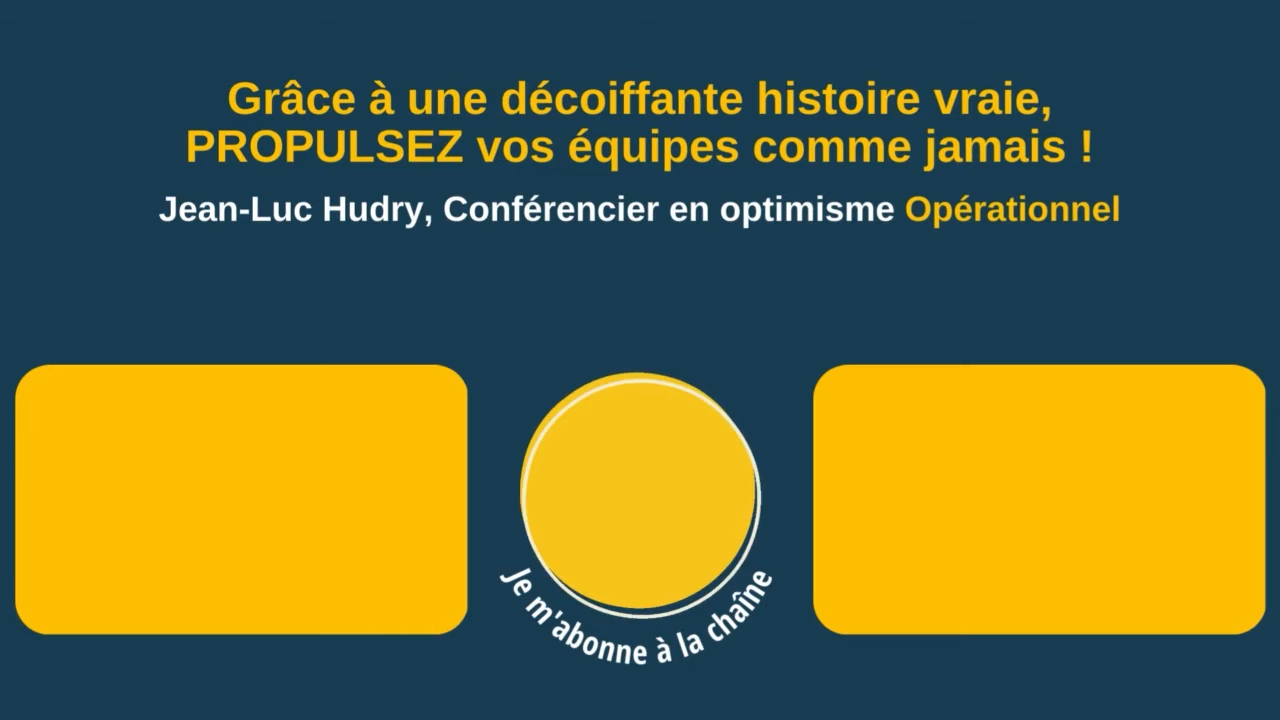 Grâce à une décoiffante histoire vraie,
PROPULSEZ vos équipes comme jamais !
Jean-Luc Hudry, Conférencier en optimisme Opérationnel
Je m'abonne à la chaîne